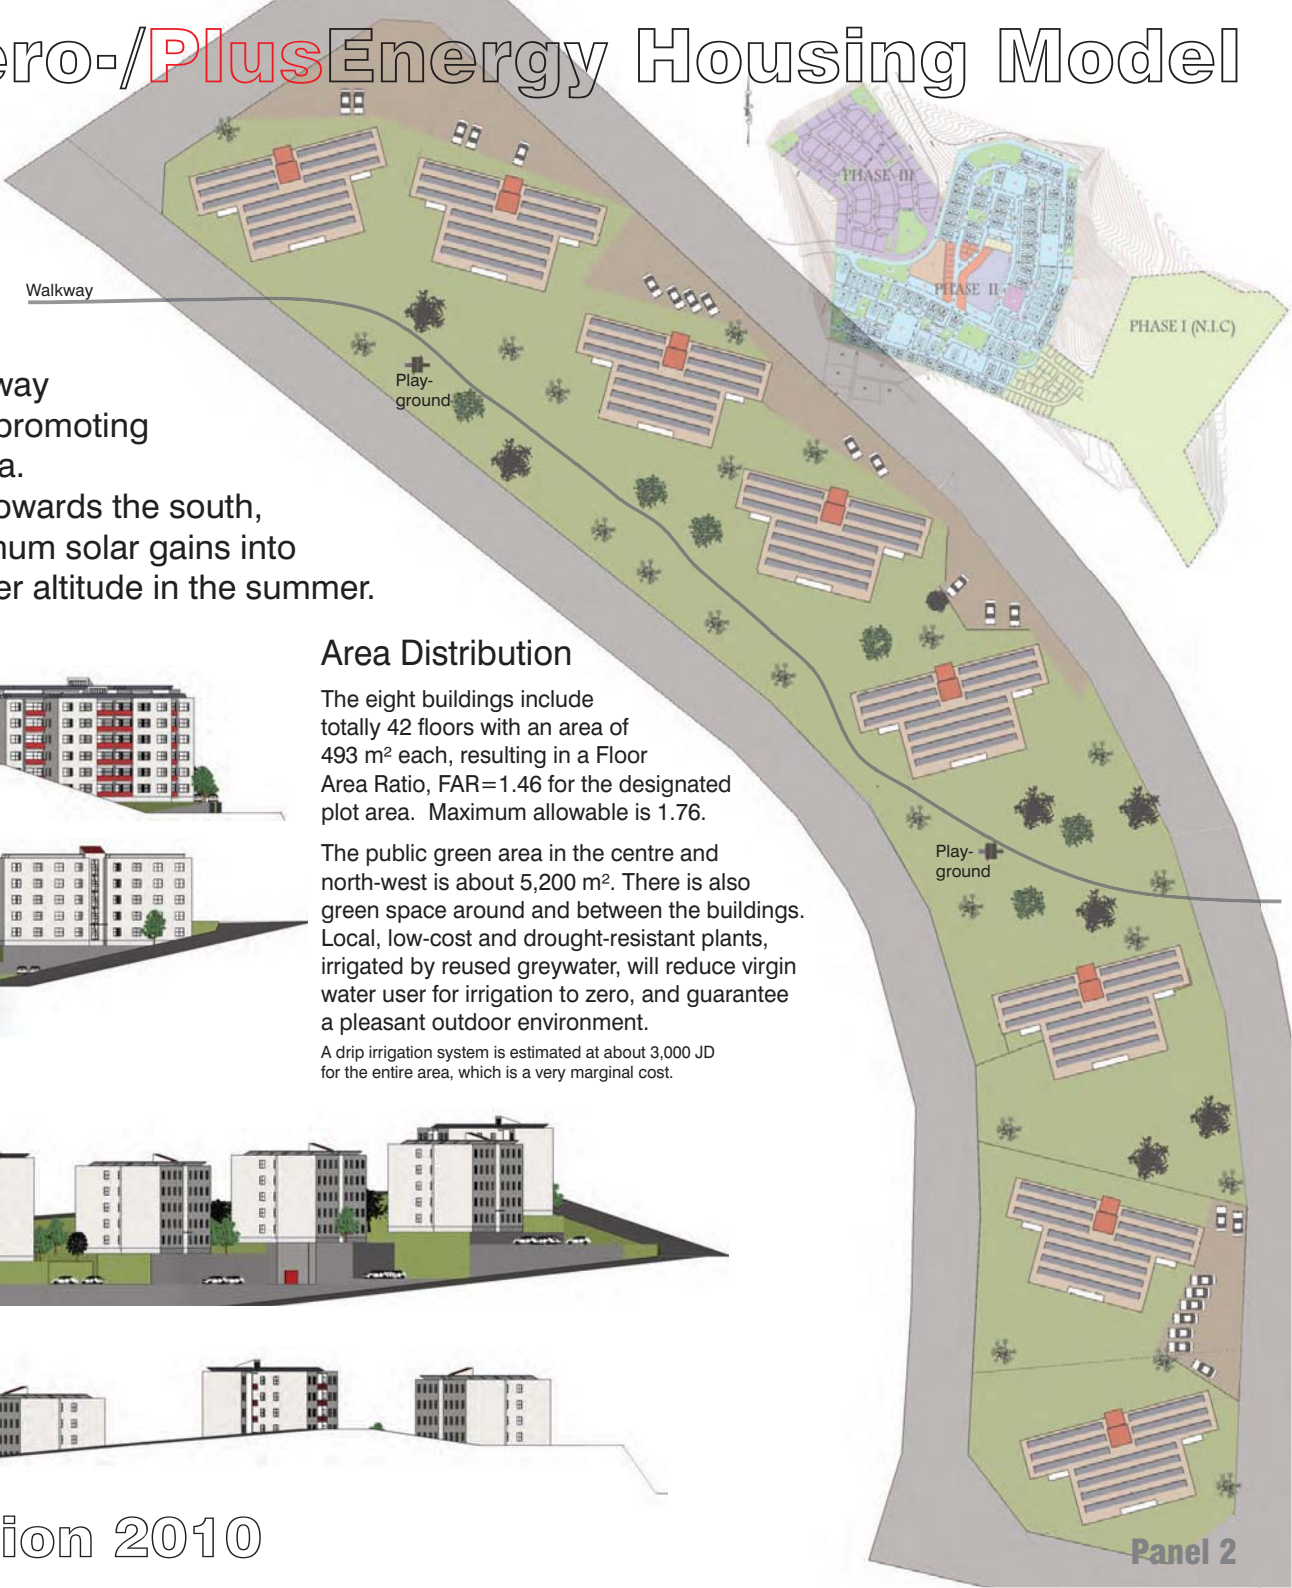 ero-/PlusEnergy Housing Model
PHASE III
PHASE II
PHASE I (N.I.C)
Walkway
Play-
ground
way
promoting
a.
owards the south,
num solar gains into
er altitude in the summer.
Area Distribution
The eight buildings include
totally 42 floors with an area of
493 m² each, resulting in a Floor
Area Ratio, FAR=1.46 for the designated
plot area.  Maximum allowable is 1.76.
The public green area in the centre and
north-west is about 5,200 m². There is also
green space around and between the buildings.
Local, low-cost and drought-resistant plants,
irrigated by reused greywater, will reduce virgin
water user for irrigation to zero, and guarantee
a pleasant outdoor environment.
A drip irrigation system is estimated at about 3,000 JD
for the entire area, which is a very marginal cost.
Play-
ground
ion 2010
Panel 2